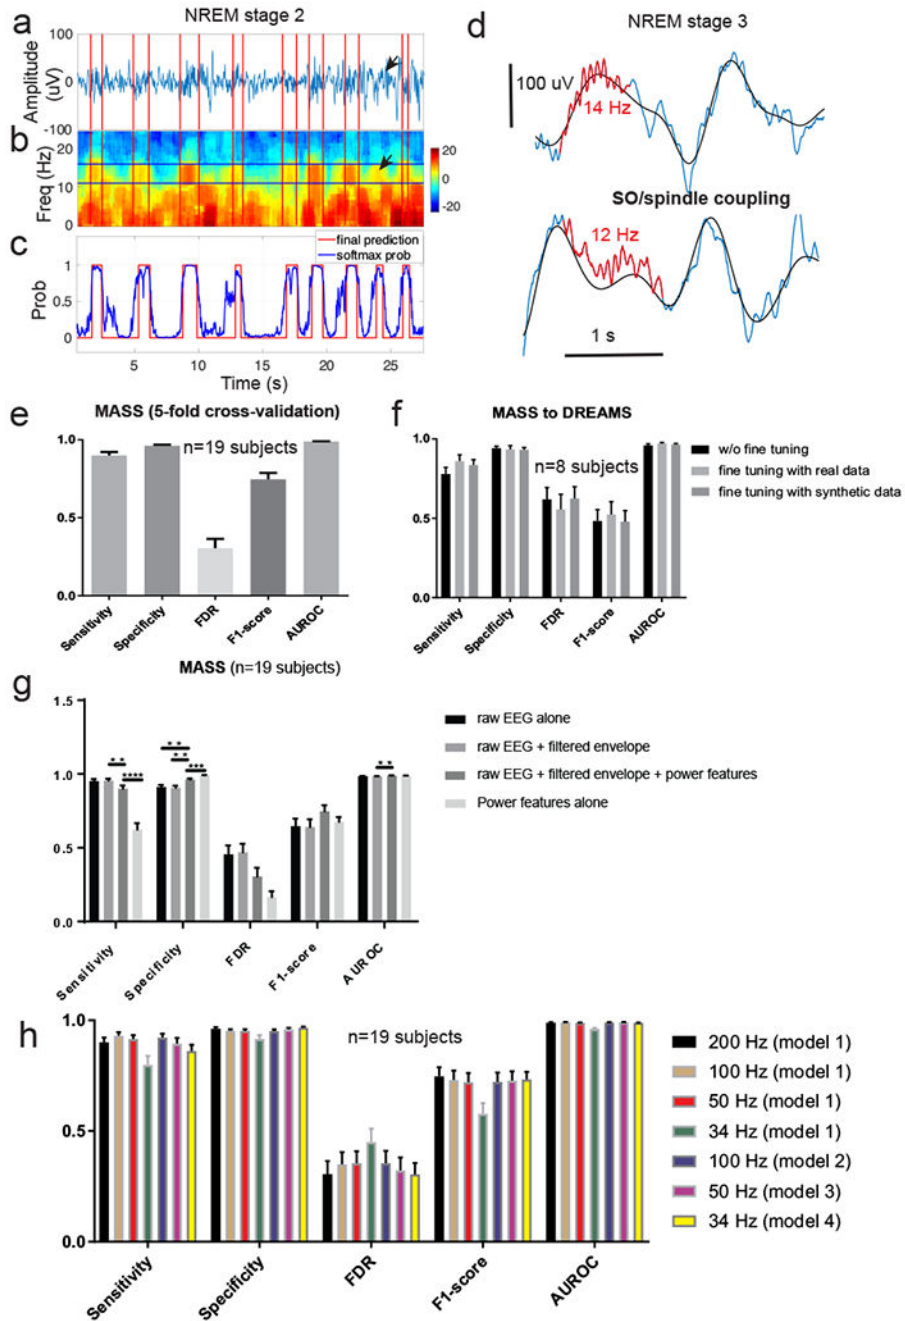 a
NREM stage 2
100
0
-100
Amplitude
(uV)
b
20
10
0
Freq (Hz)
20
0
-20
c
final prediction
softmax prob
1
0.5
0
Prob
5
10
15
20
25
Time (s)
d
NREM stage 3
100 uV
14 Hz
SO/spindle coupling
12 Hz
1 s
e
MASS (5-fold cross-validation)
n=19 subjects
1.0
0.5
0.0
Sensitivity
Specificity
FDR
F1-score
AUROC
f
MASS to DREAMS
n=8 subjects
1.0
0.5
0.0
Sensitivity
Specificity
FDR
F1-score
AUROC
w/o fine tuning
fine tuning with real data
fine tuning with synthetic data
g
MASS (n=19 subjects)
1.5
1.0
0.5
0.0
**
****
**
**
***
**
Sensitivity
Specificity
FDR
F1-score
AUROC
raw EEG alone
raw EEG + filtered envelope
raw EEG + filtered envelope + power features
Power features alone
h
n=19 subjects
1.0
0.5
0.0
Sensitivity
Specificity
FDR
F1-score
AUROC
200 Hz (model 1)
100 Hz (model 1)
50 Hz (model 1)
34 Hz (model 1)
100 Hz (model 2)
50 Hz (model 3)
34 Hz (model 4)